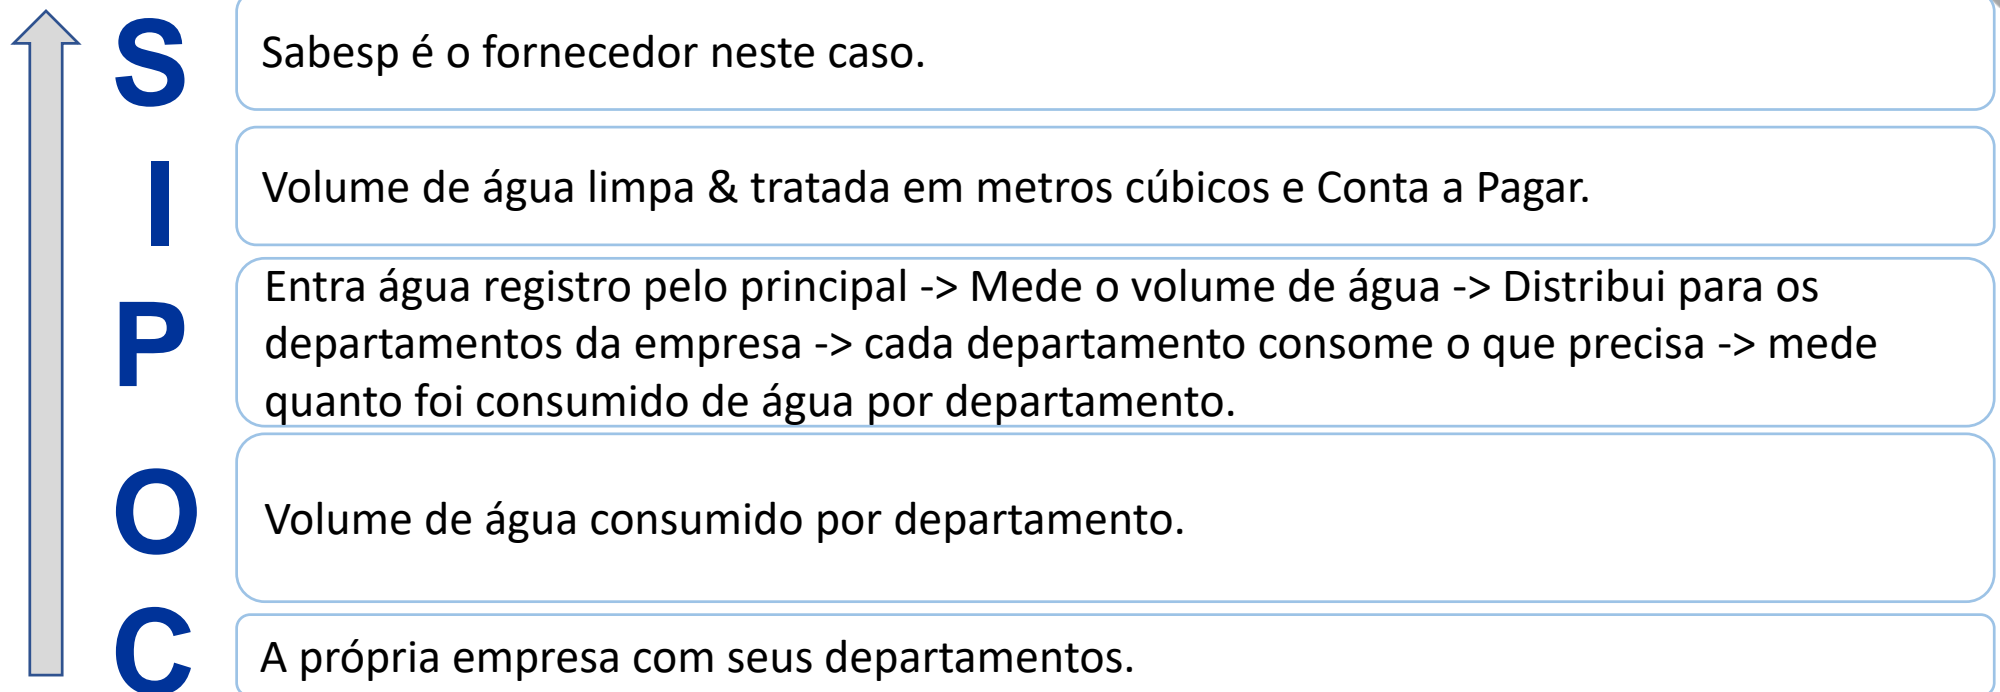 S
Sabesp é o fornecedor neste caso.
I
Volume de água limpa & tratada em metros cúbicos e Conta a Pagar.
P
Entra água registro pelo principal -> Mede o volume de água -> Distribui para os
departamentos da empresa -> cada departamento consome o que precisa -> mede
quanto foi consumido de água por departamento.
O
Volume de água consumido por departamento.
C
A própria empresa com seus departamentos.